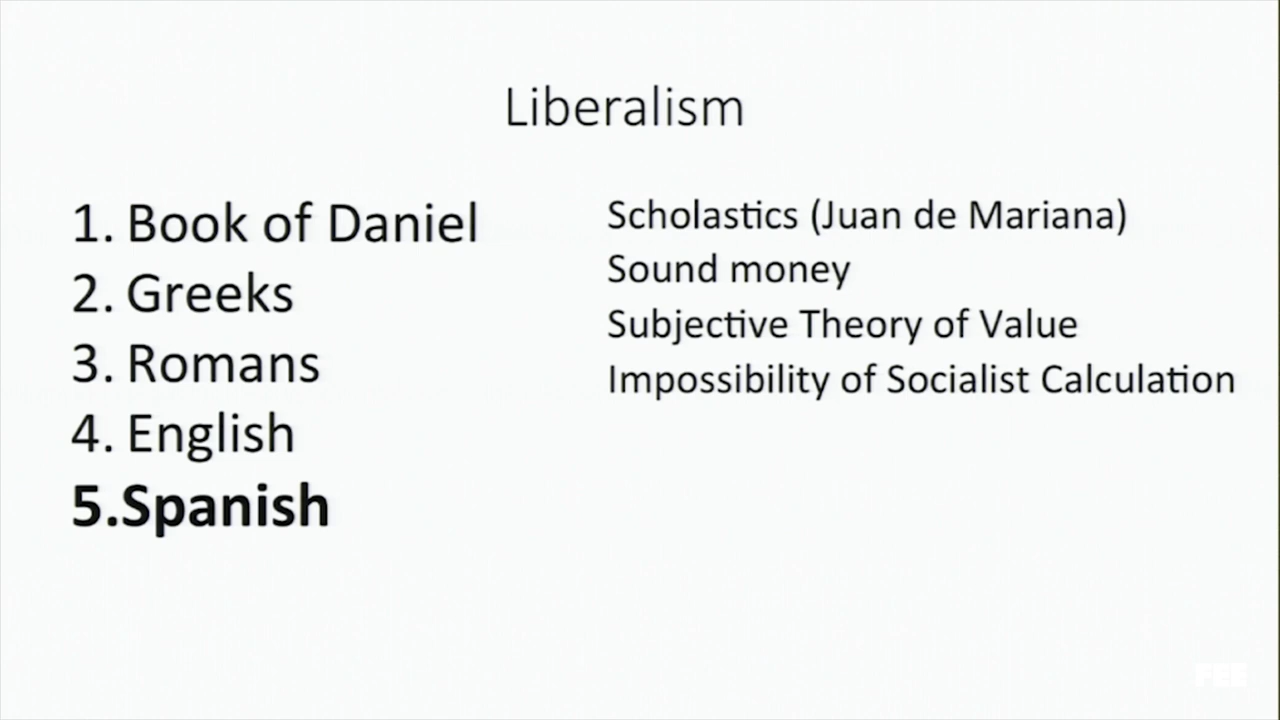 Liberalism
1. Book of Daniel
2. Greeks
3. Romans
4. English
5.Spanish
Scholastics (Juan de Mariana)
Sound money
Subjective Theory of Value
Impossibility of Socialist Calculation
FEE